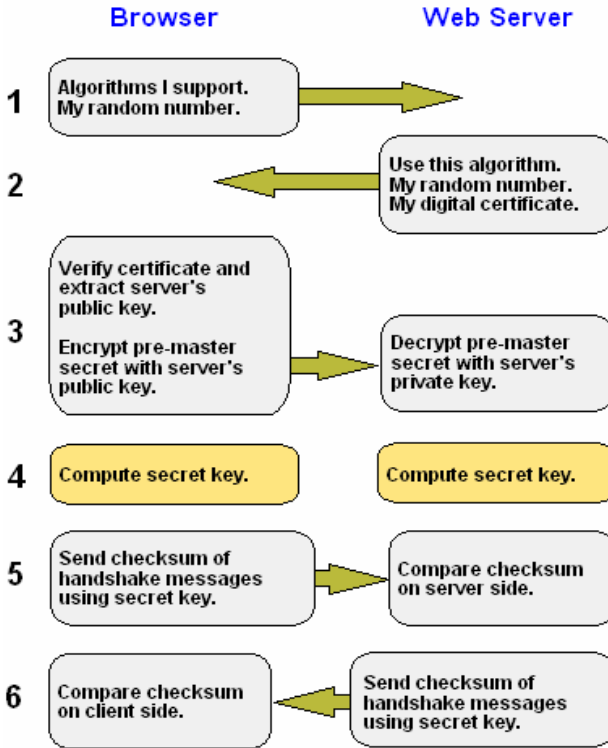 Browser
Web Server
1
Algorithms I support.
My random number.
2
Use this algorithm.
My random number.
My digital certificate.
3
Verify certificate and
extract server's
public key.
Encrypt pre-master
secret with server's
public key.
Decrypt pre-master
secret with server's
private key.
4
Compute secret key.
Compute secret key.
5
Send checksum of
handshake messages
using secret key.
Compare checksum
on server side.
6
Compare checksum
on client side.
Send checksum of
handshake messages
using secret key.